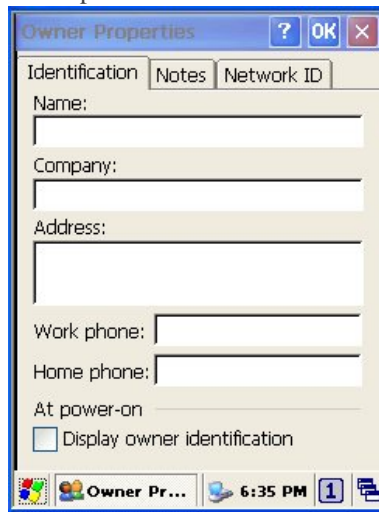 Owner Properties ? OK ×
Identification Notes Network ID
Name:
Company:
Address:
Work phone:
Home phone:
At power-on
Display owner identification
Owner Pr... 6:35 PM 1